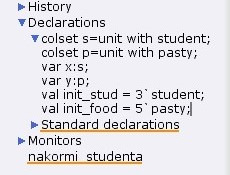 History
Declarations
colset s=unit with student;
colset p=unit with pasty;
var x:s;
var y:p;
val init_stud = 3`student;
val init_food = 5`pasty;
Standard declarations
Monitors
nakormi_studenta